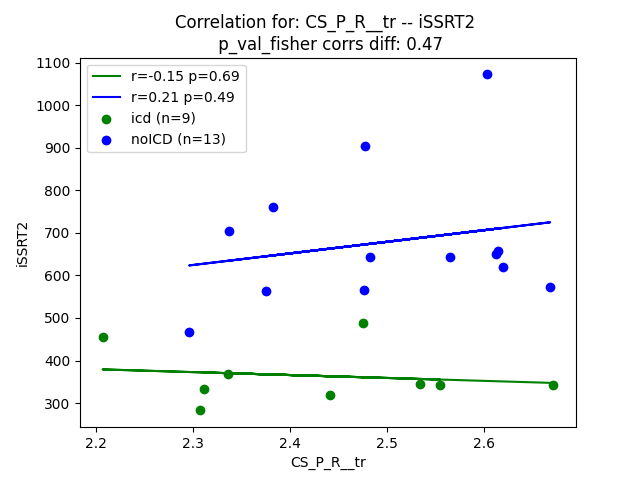 Correlation for: CS_P_R__tr -- iSSRT2
p_val_fisher corrs diff: 0.47
r=-0.15 p=0.69
r=0.21 p=0.49
icd (n=9)
noICD (n=13)
1100
1000
900
800
700
600
500
400
300
iSSRT2
2.2 2.3 2.4 2.5 2.6
CS_P_R__tr